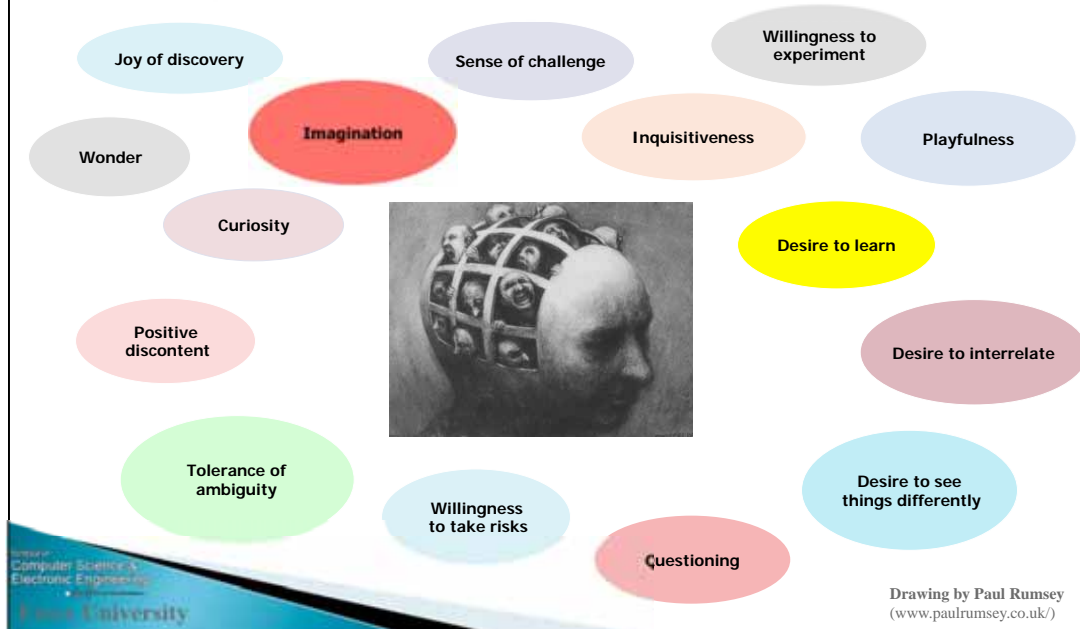 Willingness to
experiment
Joy of discovery
Sense of challenge
Imagination
Inquisitiveness
Playfulness
Wonder
Curiosity
Desire to learn
Positive
discontent
Desire to interrelate
Tolerance of
ambiguity
Desire to see
things differently
Willingness
to take risks
Questioning
Computer Science &
Electronic Engineering
University
Drawing by Paul Rumsey
(www.paulrumsey.co.uk/)